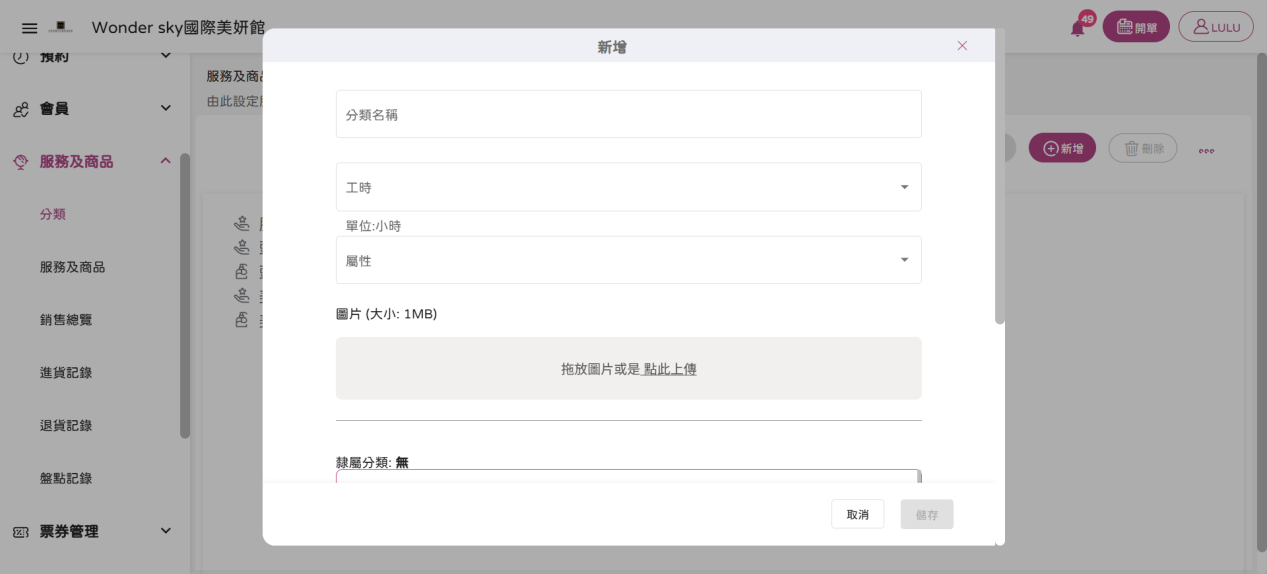 Wonder sky國際美妍館
49
開單
LULU
預約
會員
服務及商品
分類
服務及商品
銷售總覽
進貨記錄
退貨記錄
盤點記錄
票券管理
服務及商品
由此設定
新增
刪除
新增
分類名稱
工時
單位:小時
屬性
圖片 (大小: 1MB)
拖放圖片或是 點此上傳
隸屬分類: 無
取消
儲存